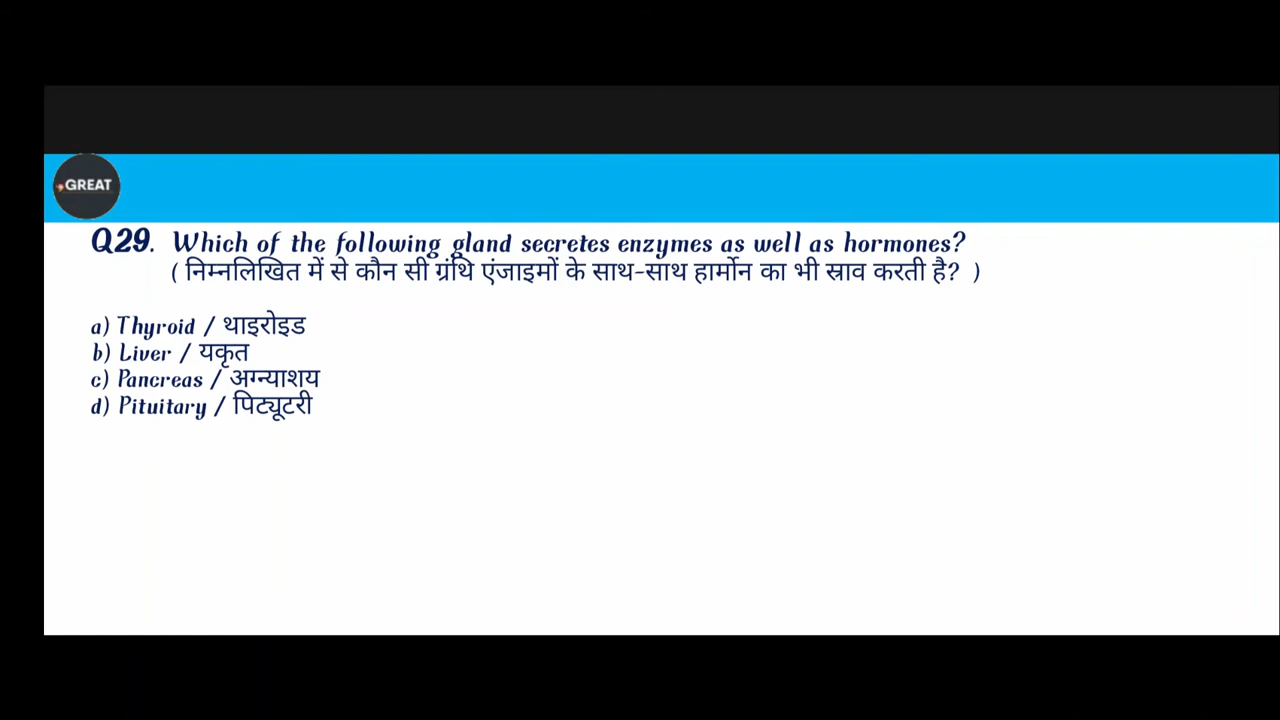 GREAT
Q29. Which of the following gland secretes enzymes as well as hormones?
( निम्नलिखित में से कौन सी ग्रंथि एंजाइमों के साथ-साथ हार्मोन का भी स्राव करती है? )
a) Thyroid / थाइरोइड
b) Liver / यकृत
c) Pancreas / अग्न्याशय
d) Pituitary / पिट्यूटरी